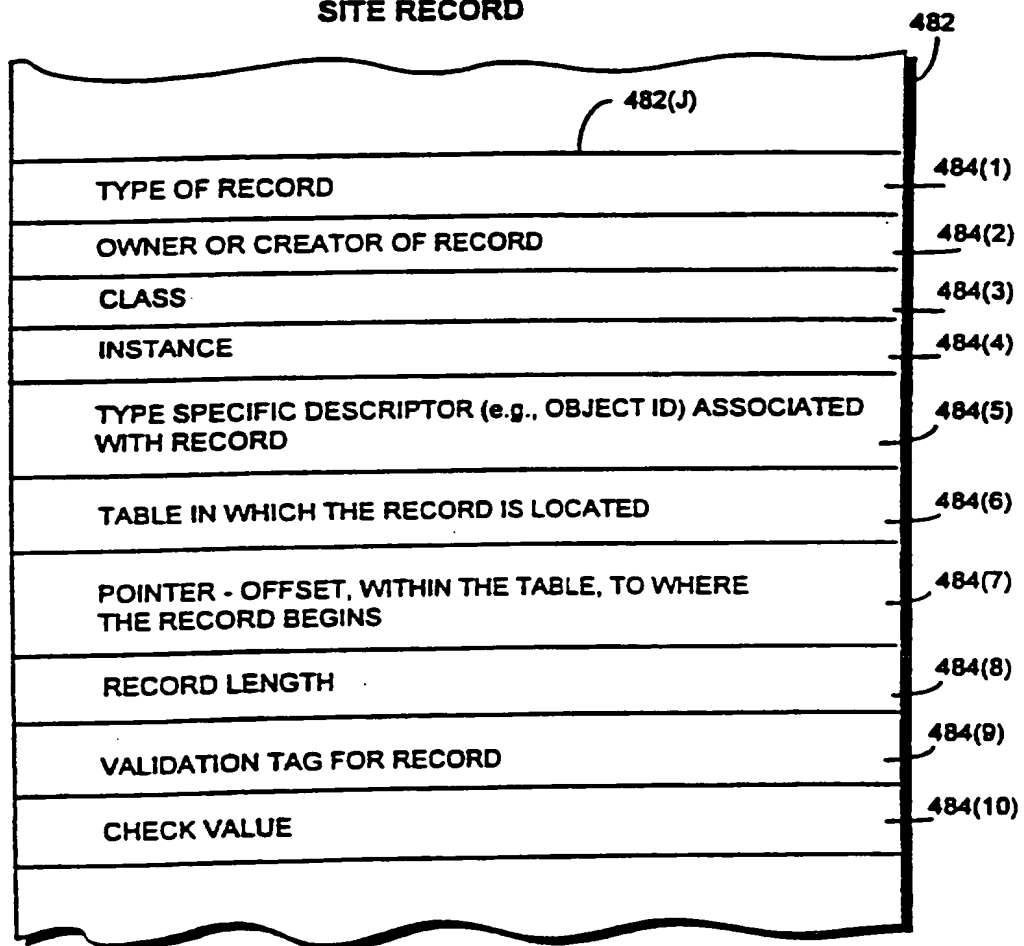 SITE RECORD
482
482(J)
TYPE OF RECORD
484(1)
OWNER OR CREATOR OF RECORD
484(2)
CLASS
484(3)
INSTANCE
484(4)
TYPE SPECIFIC DESCRIPTOR (e.g., OBJECT ID) ASSOCIATED
WITH RECORD
484(5)
TABLE IN WHICH THE RECORD IS LOCATED
484(6)
POINTER - OFFSET, WITHIN THE TABLE, TO WHERE
THE RECORD BEGINS
484(7)
RECORD LENGTH
484(8)
VALIDATION TAG FOR RECORD
484(9)
CHECK VALUE
484(10)